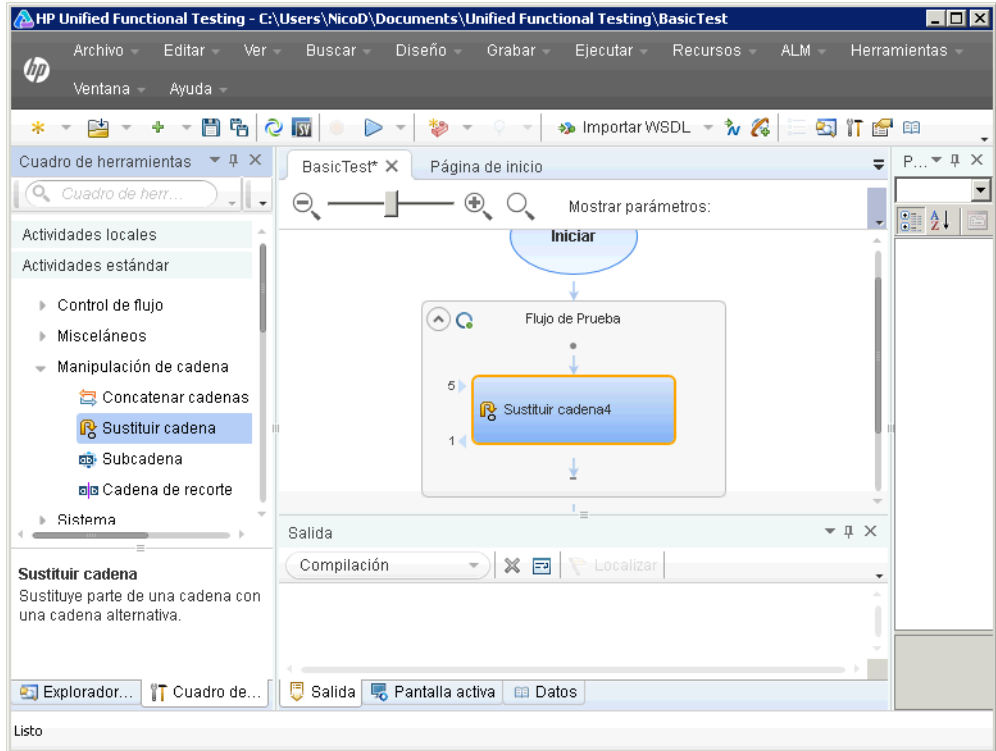 HP Unified Functional Testing - C:\Users\NicoD\Documents\Unified Functional Testing\BasicTest
Archivo Editar Ver Buscar Diseño Grabar Ejecutar Recursos ALM Herramientas
hp
Ventana Ayuda
Importar WSDL
Cuadro de herramientas
BasicTest*
Página de inicio
P...
Cuadro de herr...
Mostrar parámetros:
Actividades locales
Actividades estándar
Control de flujo
Misceláneos
Manipulación de cadena
Concatenar cadenas
Sustituir cadena
Subcadena
Cadena de recorte
Sistema
Sustituir cadena
Sustituye parte de una cadena con
una cadena alternativa.
Explorador...
Cuadro de...
Iniciar
Flujo de Prueba
5
Sustituir cadena4
1
Salida
Compilación
Localizar
Salida
Pantalla activa
Datos
Listo